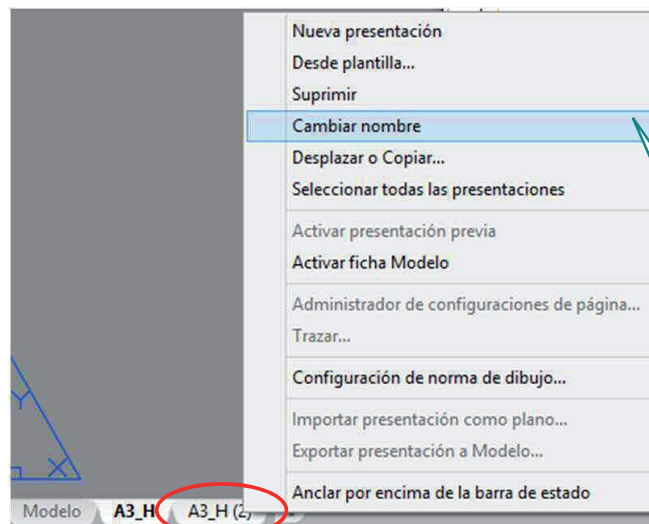 Nueva presentación
Desde plantilla...
Suprimir
Cambiar nombre
Desplazar o Copiar...
Seleccionar todas las presentaciones
Activar presentación previa
Activar ficha Modelo
Administrador de configuraciones de página...
Trazar...
Configuración de norma de dibujo...
Importar presentación como plano...
Exportar presentación a Modelo...
Anclar por encima de la barra de estado
Y
X
Modelo A3_H A3_H (2)